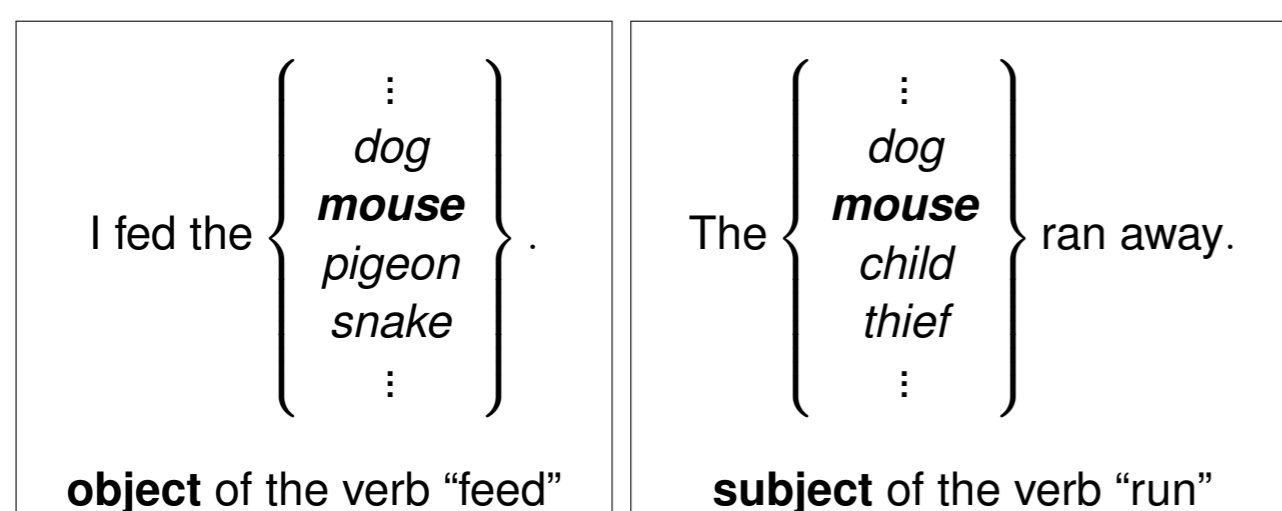 ⋮
dog
mouse
I fed the { } .
pigeon
snake
⋮
object of the verb “feed”
⋮
dog
mouse
The { } ran away.
child
thief
⋮
subject of the verb “run”